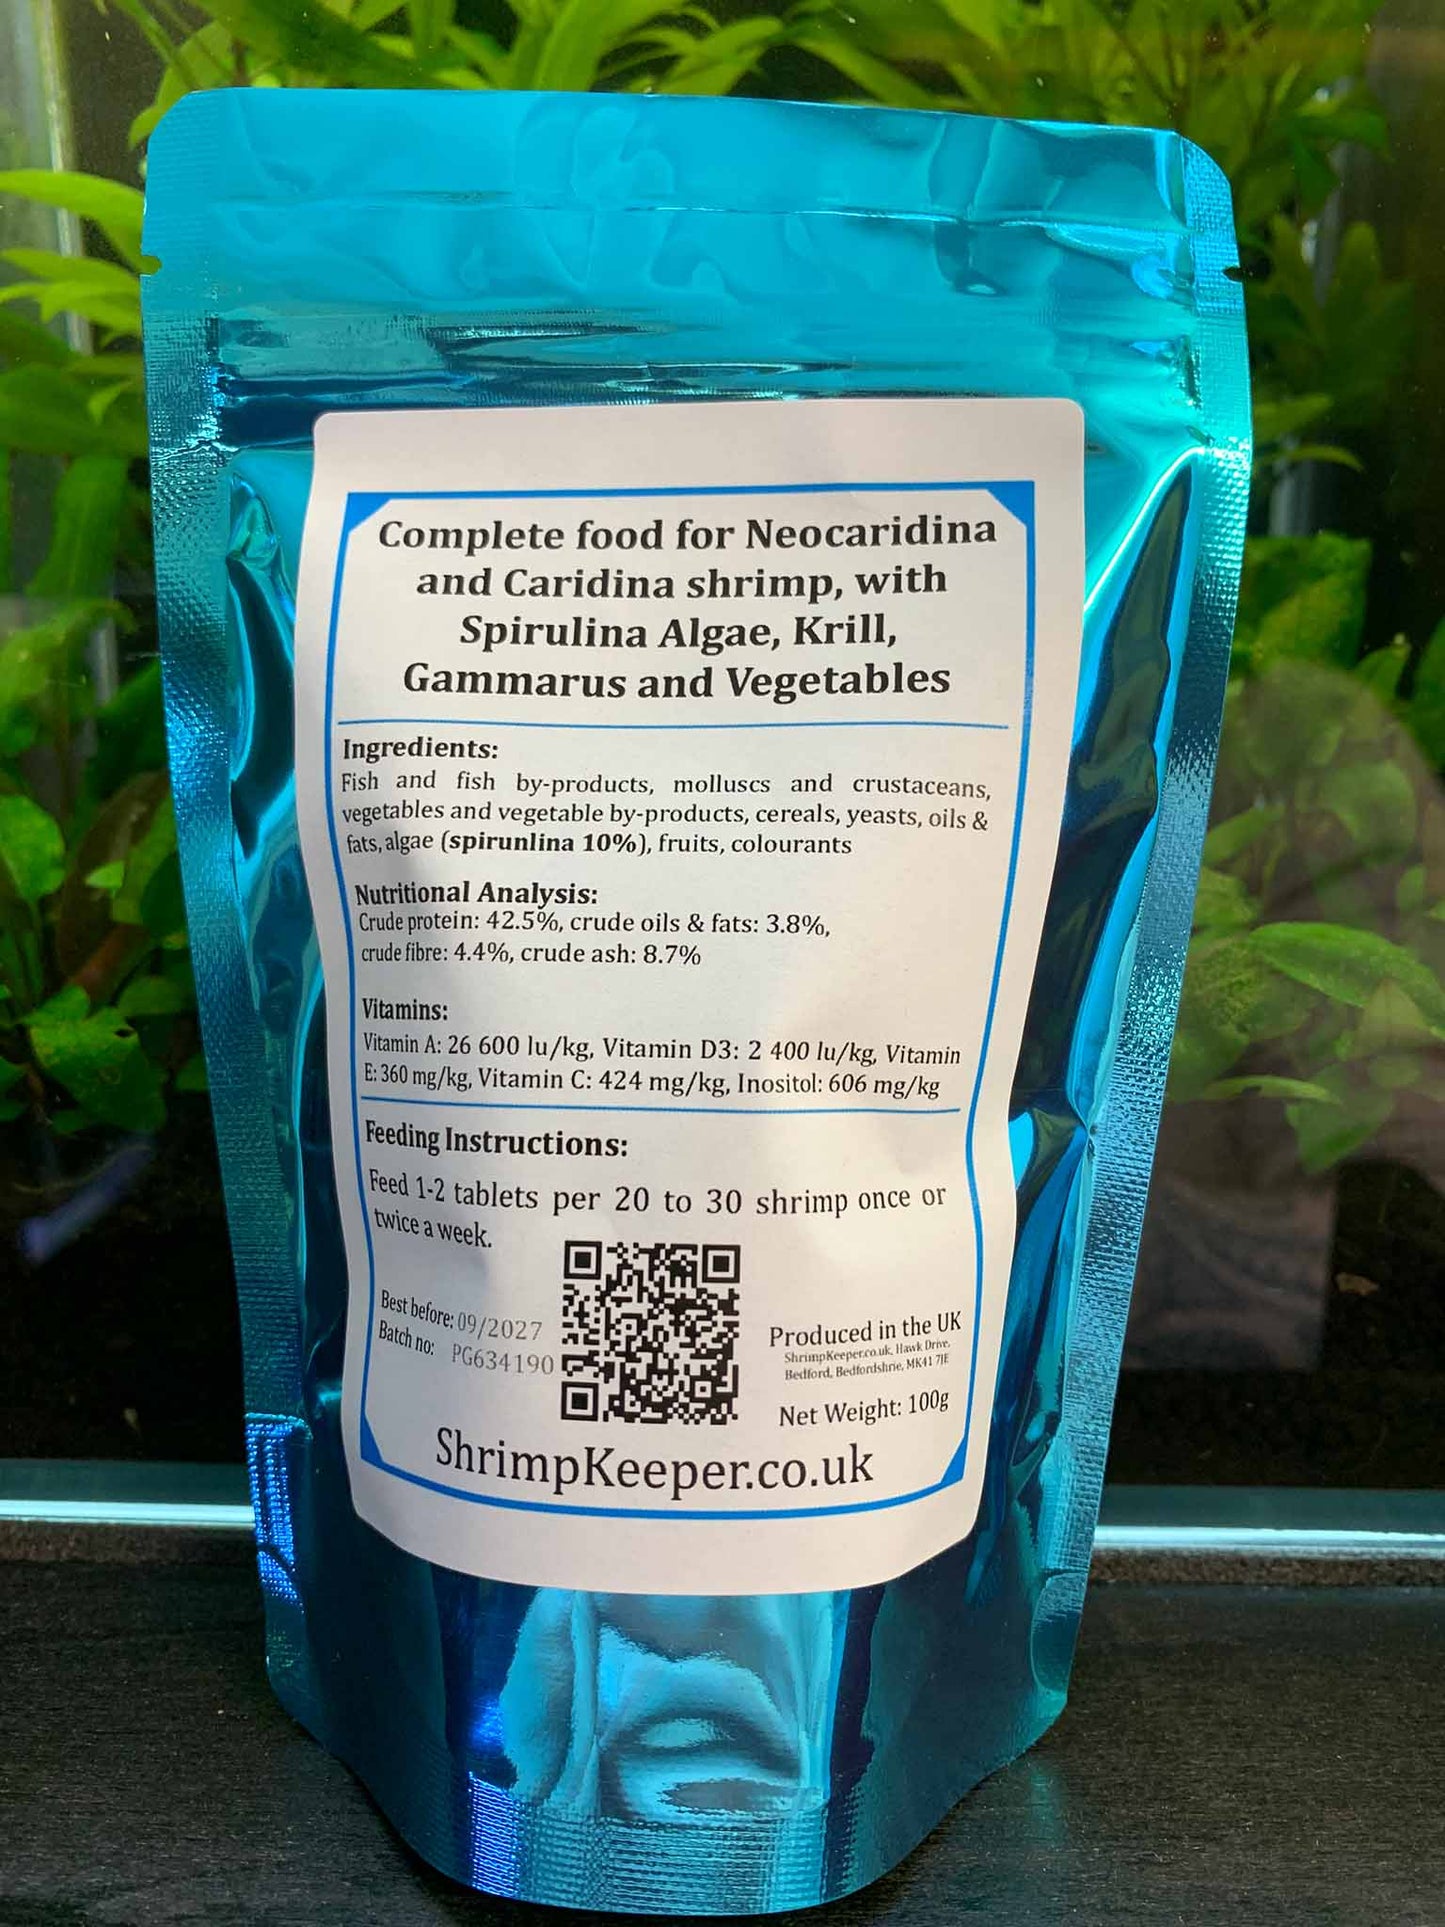 Complete food for Neocaridina
and Caridina shrimp, with
Spirulina Algae, Krill,
Gammarus and Vegetables
Ingredients:
Fish and fish by-products, molluscs and crustaceans,
vegetables and vegetable by-products, cereals, yeasts, oils &
fats, algae (spirunlina 10%), fruits, colourants
Nutritional Analysis:
Crude protein: 42.5%, crude oils & fats: 3.8%,
crude fibre: 4.4%, crude ash: 8.7%
Vitamins:
Vitamin A: 26 600 lu/kg, Vitamin D3: 2 400 lu/kg, Vitamin
E: 360 mg/kg, Vitamin C: 424 mg/kg, Inositol: 606 mg/kg
Feeding Instructions:
Feed 1-2 tablets per 20 to 30 shrimp once or
twice a week.
Best before: 09/2027
Batch no: PG634190
Produced in the UK
ShrimpKeeper.co.uk, Hawk Drive,
Bedford, Bedfordshrie, MK41 7JE
Net Weight: 100g
ShrimpKeeper.co.uk